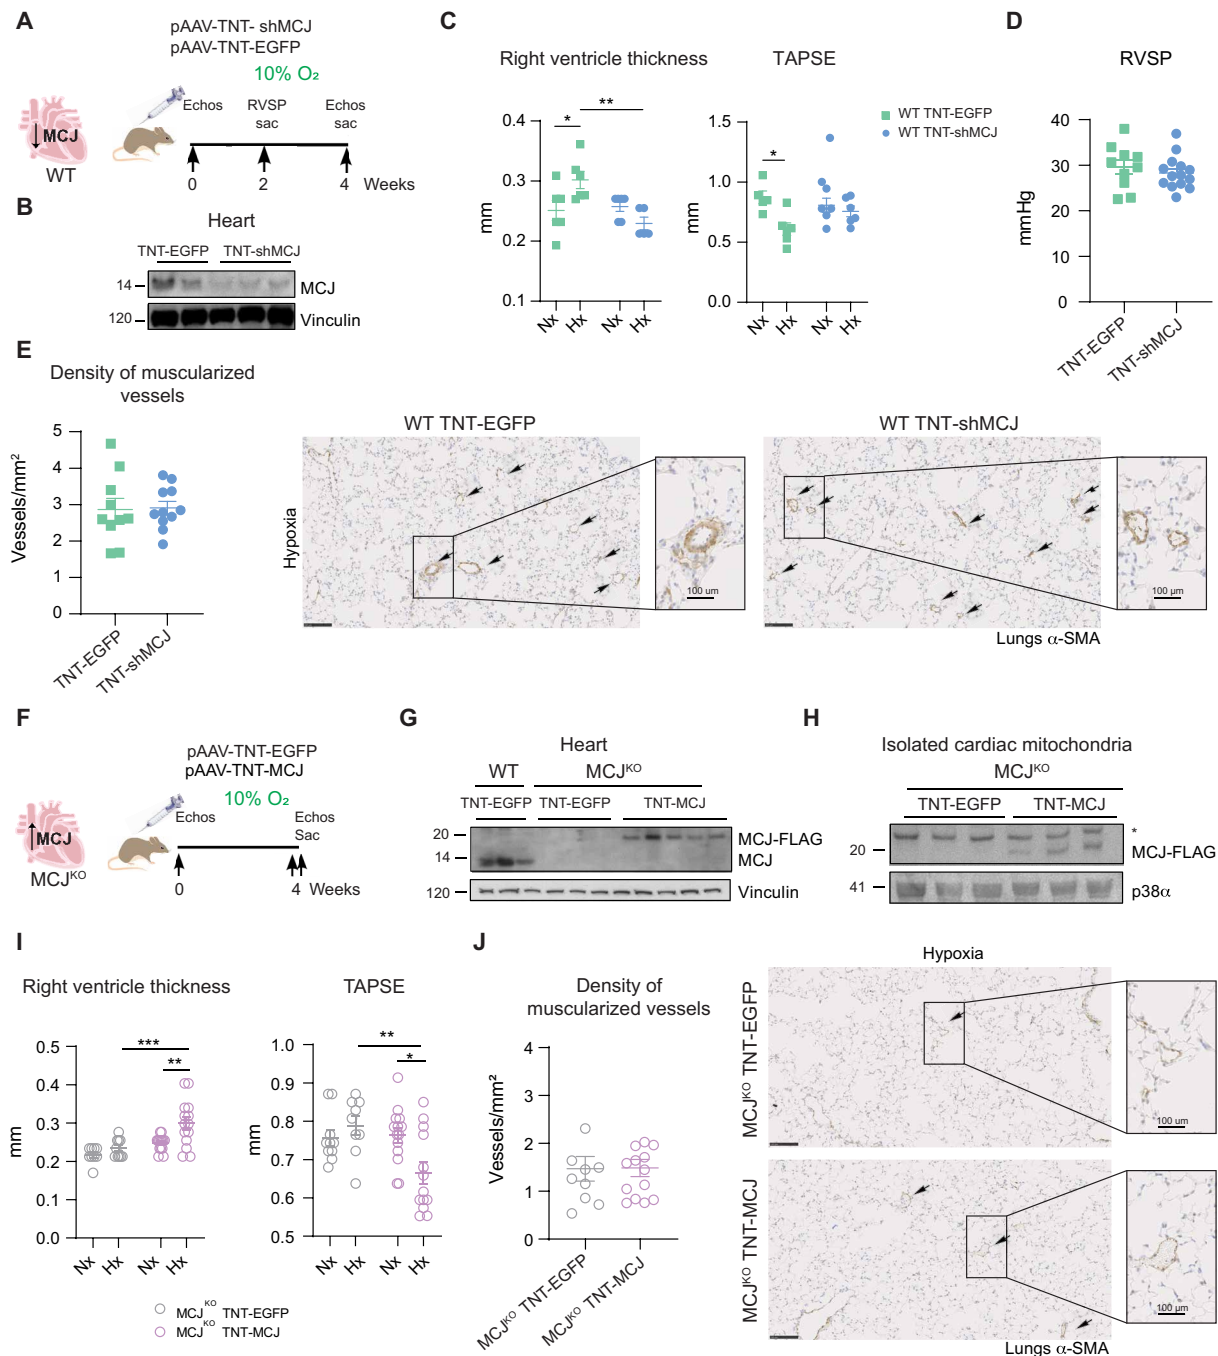 A
pAAV-TNT- shMCJ
pAAV-TNT-EGFP
10% O₂
Echos
RVSP
sac
Echos
sac
MCJ
WT
0
2
4
Weeks
B
Heart
TNT-EGFP
TNT-shMCJ
14
MCJ
120
Vinculin
C
Right ventricle thickness
TAPSE
WT TNT-EGFP
WT TNT-shMCJ
**
*
*
mm
0.4
0.3
0.2
0.1
Nx
Hx
Nx
Hx
mm
1.5
1.0
0.5
0.0
Nx
Hx
Nx
Hx
D
RVSP
mmHg
40
30
20
10
0
TNT-EGFP
TNT-shMCJ
E
Density of muscularized
vessels
Vessels/mm²
5
4
3
2
1
0
TNT-EGFP
TNT-shMCJ
WT TNT-EGFP
WT TNT-shMCJ
Hypoxia
100 um
100 µm
Lungs α-SMA
F
pAAV-TNT-EGFP
pAAV-TNT-MCJ
10% O₂
Echos
Echos
Sac
MCJ
MCJᴷᴼ
0
4
Weeks
G
Heart
WT
MCJᴷᴼ
TNT-EGFP
TNT-EGFP
TNT-MCJ
20
MCJ-FLAG
14
MCJ
120
Vinculin
H
Isolated cardiac mitochondria
MCJᴷᴼ
TNT-EGFP
TNT-MCJ
*
20
MCJ-FLAG
41
p38α
I
Right ventricle thickness
TAPSE
***
**
**
*
mm
0.5
0.4
0.3
0.2
0.1
0.0
Nx
Hx
Nx
Hx
mm
1.0
0.9
0.8
0.7
0.6
0.5
Nx
Hx
Nx
Hx
MCJᴷᴼ TNT-EGFP
MCJᴷᴼ TNT-MCJ
J
Density of
muscularized vessels
Vessels/mm²
4
3
2
1
0
MCJᴷᴼ TNT-EGFP
MCJᴷᴼ TNT-MCJ
Hypoxia
MCJᴷᴼ TNT-EGFP
100 µm
MCJᴷᴼ TNT-MCJ
100 µm
Lungs α-SMA